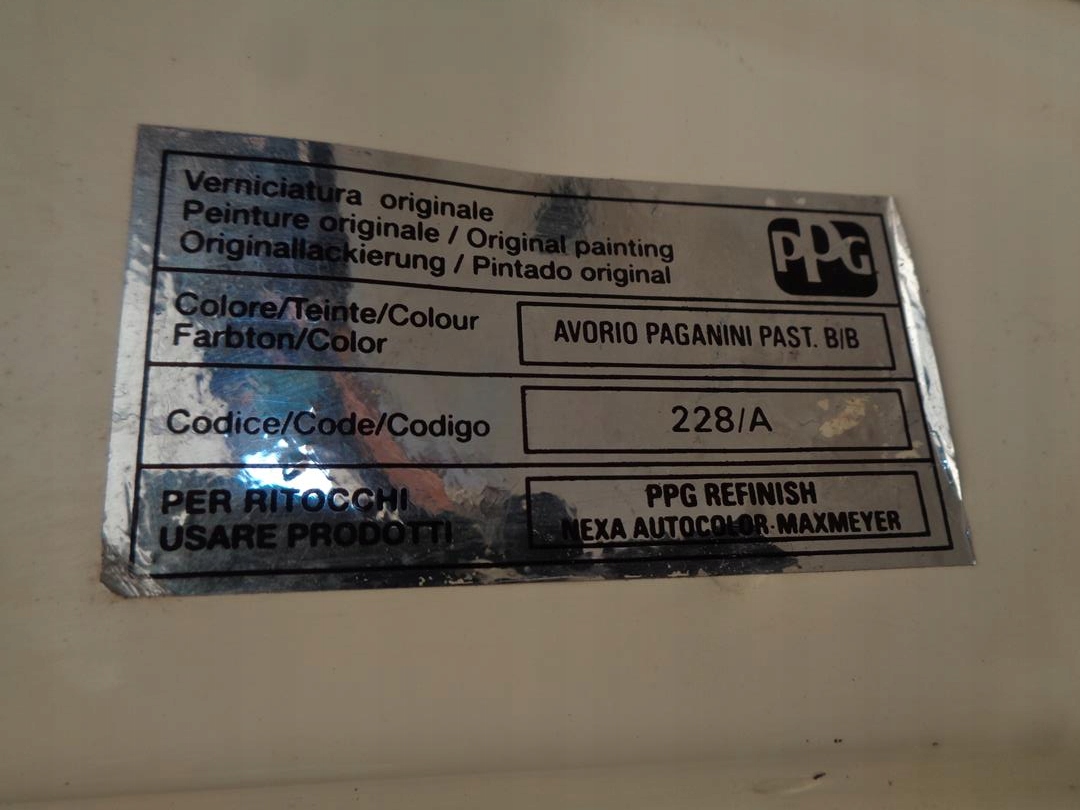 Verniciatura originale
Peinture originale / Original painting
Originallackierung / Pintado original
PPG
Colore/Teinte/Colour
Farbton/Color
AVORIO PAGANINI PAST. B/B
Codice/Code/Codigo
228/A
PER RITOCCHI
USARE PRODOTTI
PPG REFINISH
NEXA AUTOCOLOR-MAXMEYER